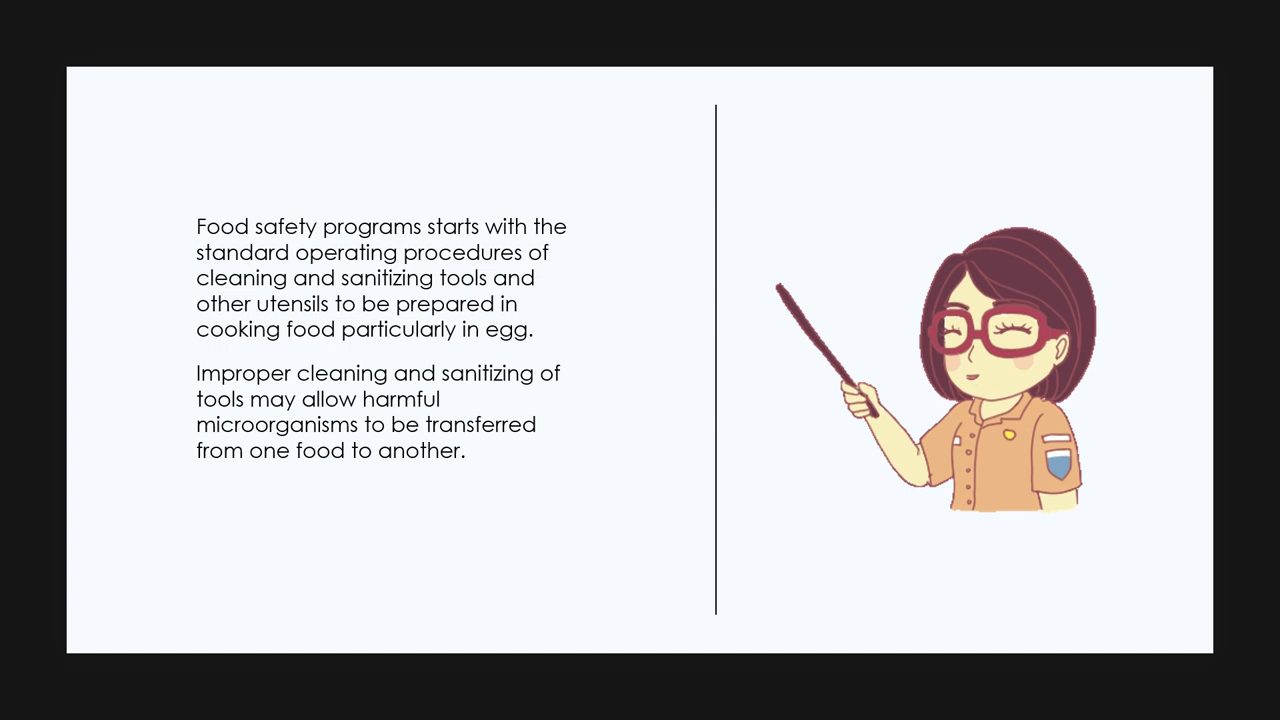 Food safety programs starts with the
standard operating procedures of
cleaning and sanitizing tools and
other utensils to be prepared in
cooking food particularly in egg.
Improper cleaning and sanitizing of
tools may allow harmful
microorganisms to be transferred
from one food to another.